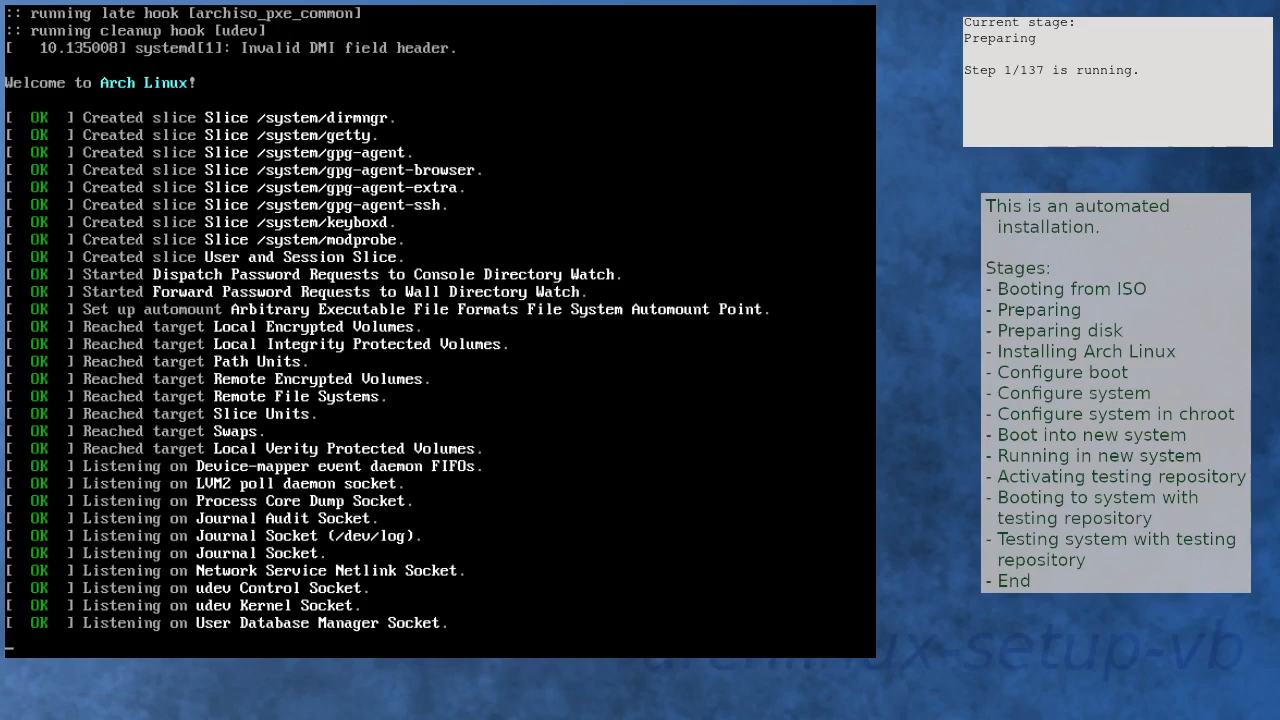 :: running late hook [archiso_pxe_common]
:: running cleanup hook [udev]
[   10.135008] systemd[1]: Invalid DMI field header.
Welcome to Arch Linux!
[  OK  ] Created slice Slice /system/dirmngr.
[  OK  ] Created slice Slice /system/getty.
[  OK  ] Created slice Slice /system/gpg-agent.
[  OK  ] Created slice Slice /system/gpg-agent-browser.
[  OK  ] Created slice Slice /system/gpg-agent-extra.
[  OK  ] Created slice Slice /system/gpg-agent-ssh.
[  OK  ] Created slice Slice /system/keyboxd.
[  OK  ] Created slice Slice /system/modprobe.
[  OK  ] Created slice User and Session Slice.
[  OK  ] Started Dispatch Password Requests to Console Directory Watch.
[  OK  ] Started Forward Password Requests to Wall Directory Watch.
[  OK  ] Set up automount Arbitrary Executable File Formats File System Automount Point.
[  OK  ] Reached target Local Encrypted Volumes.
[  OK  ] Reached target Local Integrity Protected Volumes.
[  OK  ] Reached target Path Units.
[  OK  ] Reached target Remote Encrypted Volumes.
[  OK  ] Reached target Remote File Systems.
[  OK  ] Reached target Slice Units.
[  OK  ] Reached target Swaps.
[  OK  ] Reached target Local Verity Protected Volumes.
[  OK  ] Listening on Device-mapper event daemon FIFOs.
[  OK  ] Listening on LVM2 poll daemon socket.
[  OK  ] Listening on Process Core Dump Socket.
[  OK  ] Listening on Journal Audit Socket.
[  OK  ] Listening on Journal Socket (/dev/log).
[  OK  ] Listening on Journal Socket.
[  OK  ] Listening on Network Service Netlink Socket.
[  OK  ] Listening on udev Control Socket.
[  OK  ] Listening on udev Kernel Socket.
[  OK  ] Listening on User Database Manager Socket.
Current stage:
Preparing
Step 1/137 is running.
This is an automated
installation.
Stages:
- Booting from ISO
- Preparing
- Preparing disk
- Installing Arch Linux
- Configure boot
- Configure system
- Configure system in chroot
- Boot into new system
- Running in new system
- Activating testing repository
- Booting to system with
testing repository
- Testing system with testing
repository
- End
archlinux-setup-vb